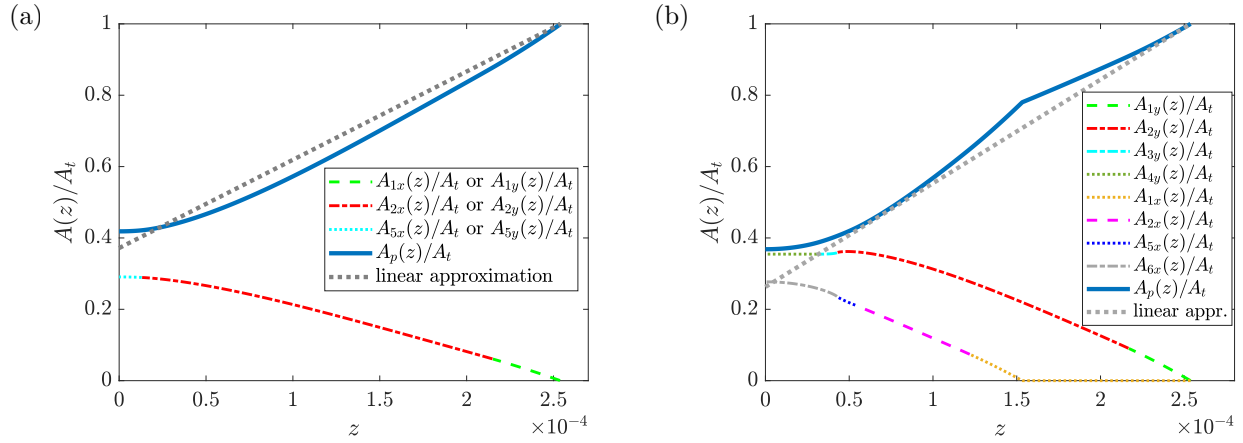 (a)
1
0.8
0.6
0.4
0.2
0
A(z)/A_t
A_{1x}(z)/A_t or A_{1y}(z)/A_t
A_{2x}(z)/A_t or A_{2y}(z)/A_t
A_{5x}(z)/A_t or A_{5y}(z)/A_t
A_p(z)/A_t
linear approximation
0 0.5 1 1.5 2 2.5
z
×10⁻⁴
(b)
1
0.8
0.6
0.4
0.2
0
A(z)/A_t
A_{1y}(z)/A_t
A_{2y}(z)/A_t
A_{3y}(z)/A_t
A_{4y}(z)/A_t
A_{1x}(z)/A_t
A_{2x}(z)/A_t
A_{5x}(z)/A_t
A_{6x}(z)/A_t
A_p(z)/A_t
linear appr.
0 0.5 1 1.5 2 2.5
z
×10⁻⁴